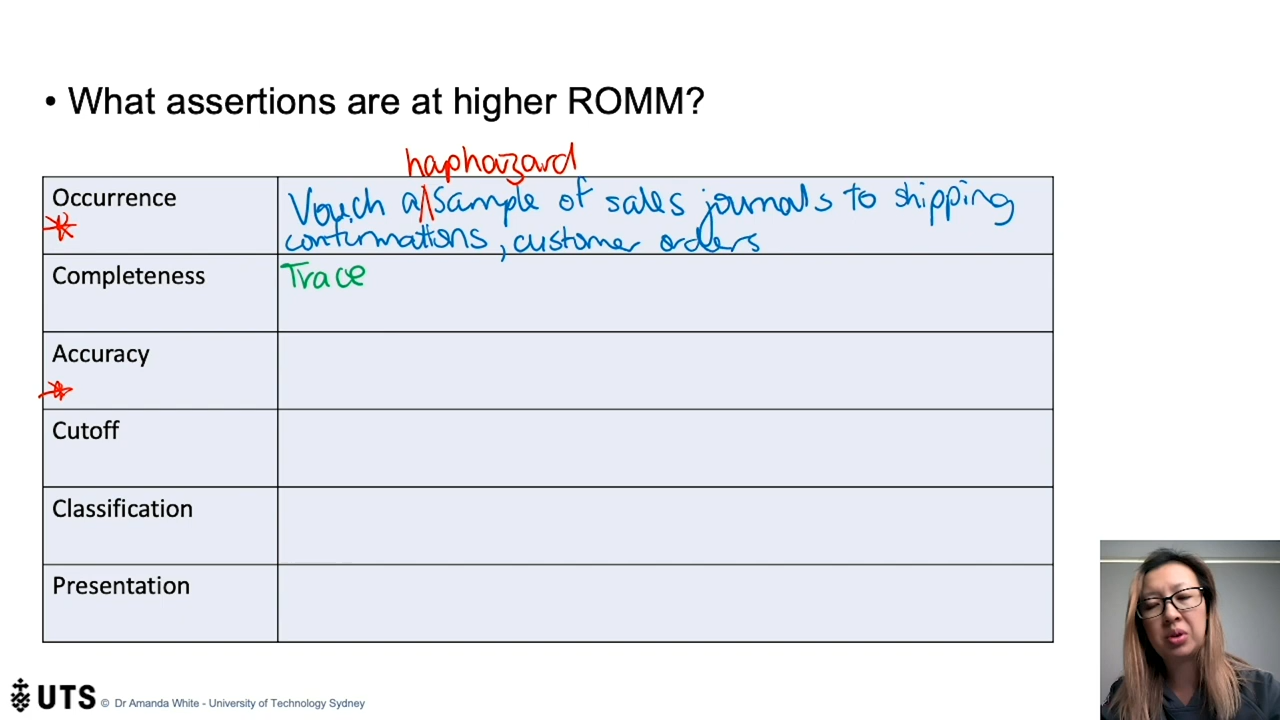 • What assertions are at higher ROMM?
haphazard
Occurrence
Vouch a sample of sales journals to shipping
confirmations, customer orders
Completeness
Trace
Accuracy
Cutoff
Classification
Presentation
UTS © Dr Amanda White - University of Technology Sydney